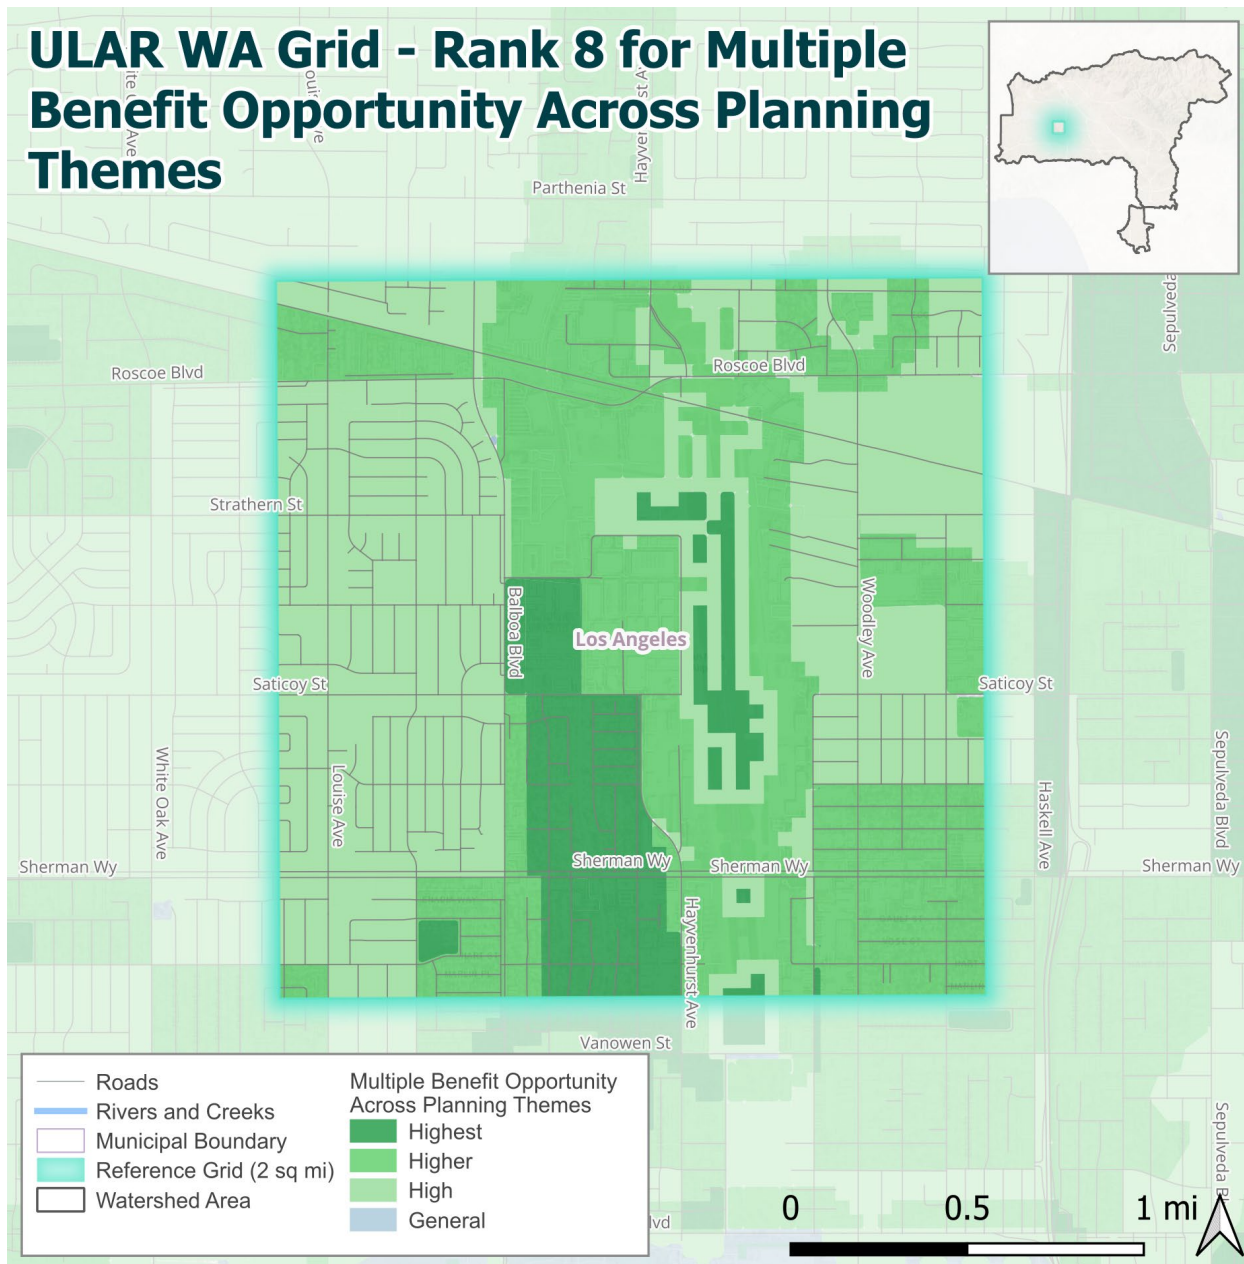 ULAR WA Grid - Rank 8 for Multiple
Benefit Opportunity Across Planning
Themes
Parthenia St
Sepulveda
Roscoe Blvd
Roscoe Blvd
Strathern St
Balboa Blvd
Woodley Ave
Los Angeles
Saticoy St
Saticoy St
White Oak Ave
Louise Ave
Haskell Ave
Sepulveda Blvd
Sherman Wy
Sherman Wy
Sherman Wy
Sherman Wy
Hayvenhurst Ave
Vanowen St
Roads
Rivers and Creeks
Municipal Boundary
Reference Grid (2 sq mi)
Watershed Area
Multiple Benefit Opportunity
Across Planning Themes
Highest
Higher
High
General
lvd
Sepulveda Bl
0 0.5 1 mi